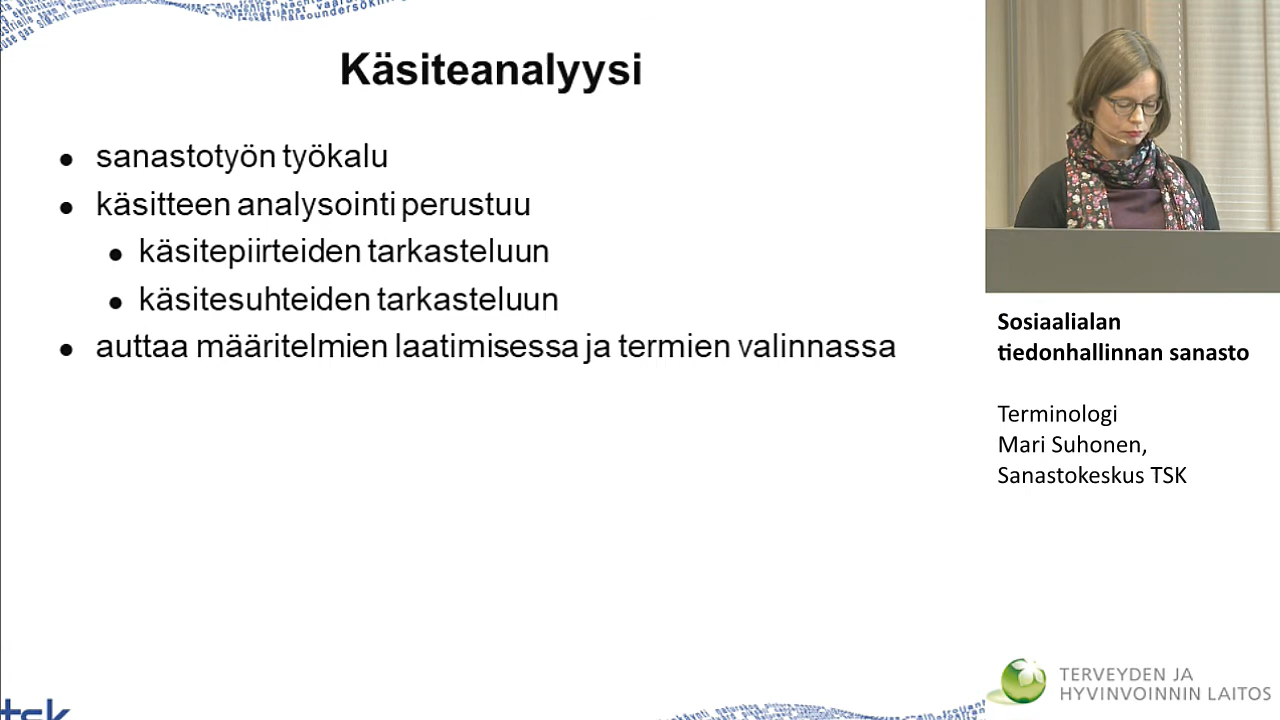 Käsiteanalyysi
sanastotyön työkalu
käsitteen analysointi perustuu
käsitepiirteiden tarkasteluun
käsitesuhteiden tarkasteluun
auttaa määritelmien laatimisessa ja termien valinnassa
Sosiaalialan
tiedonhallinnan sanasto
Terminologi
Mari Suhonen,
Sanastokeskus TSK
tsk
TERVEYDEN JA
HYVINVOINNIN LAITOS